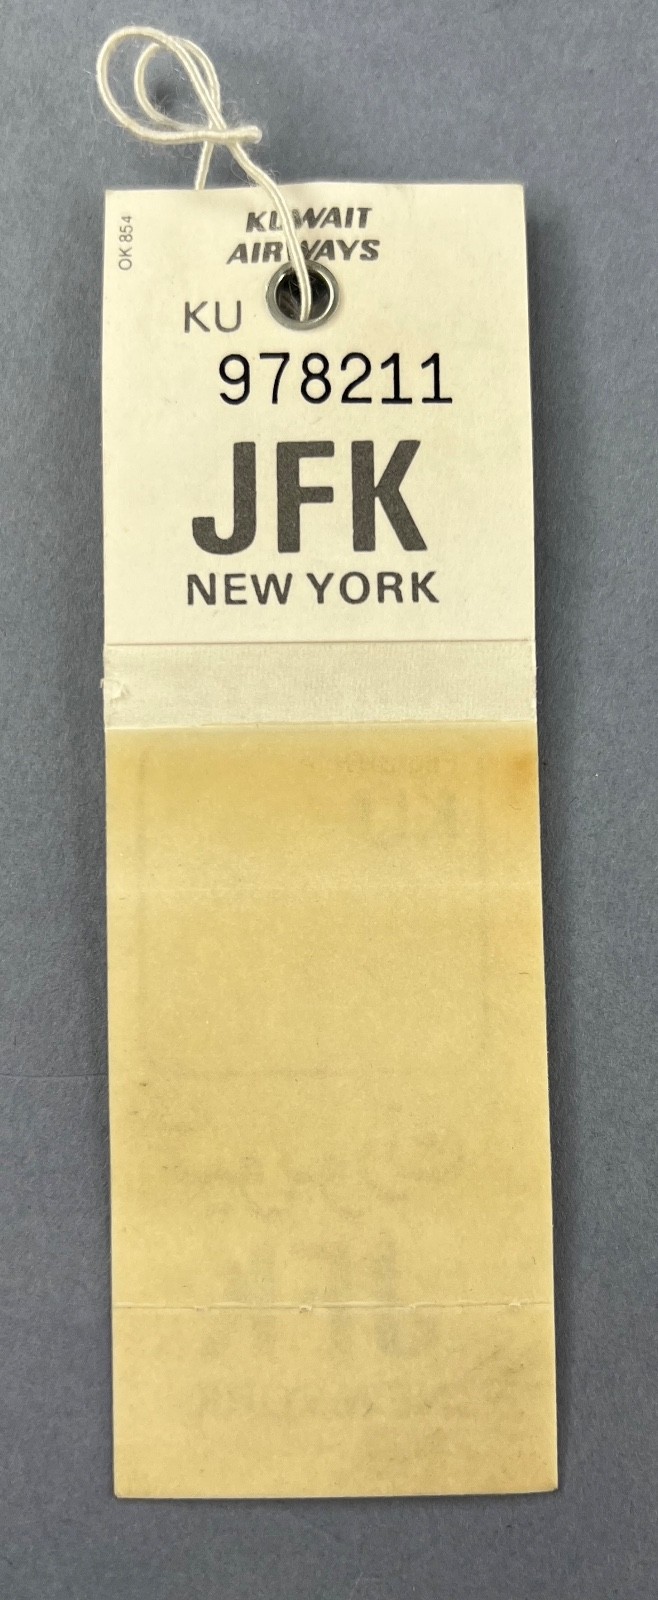 OK 854
KUWAIT
AIRWAYS
KU
978211
JFK
NEW YORK